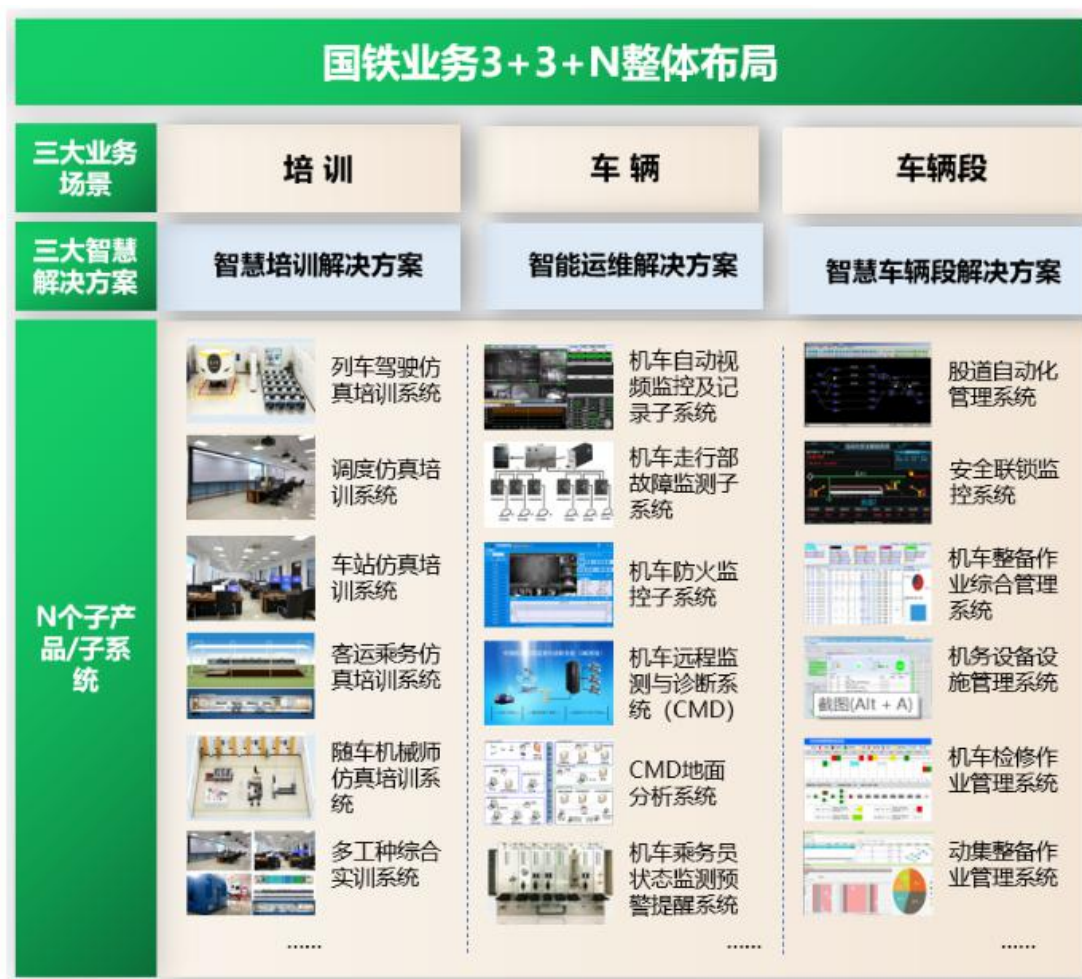 国铁业务3+3+N整体布局
三大业务
场景
培 训
车 辆
车辆段
三大智慧
解决方案
智慧培训解决方案
智能运维解决方案
智慧车辆段解决方案
N个子产
品/子系
统
列车驾驶仿
真培训系统
调度仿真培
训系统
车站仿真培
训系统
客运乘务仿
真培训系统
随车机械师
仿真培训系
统
多工种综合
实训系统
......
机车自动视
频监控及记
录子系统
机车走行部
故障监测子
系统
机车防火监
控子系统
机车远程监
测与诊断系
统（CMD）
CMD地面
分析系统
机车乘务员
状态监测预
警提醒系统
......
股道自动化
管理系统
安全联锁监
控系统
机车整备作
业综合管理
系统
机务设备设
施管理系统
截图(Alt + A)
机车检修作
业管理系统
动集整备作
业管理系统
......